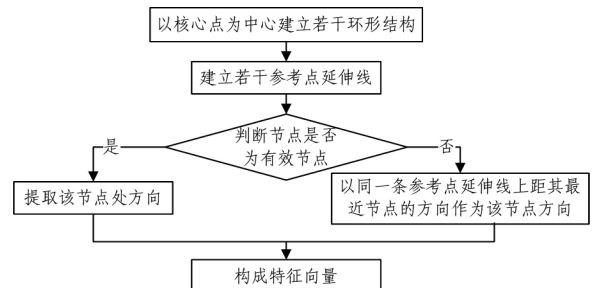 以核心点为中心建立若干环形结构
建立若干参考点延伸线
判断节点是否
为有效节点
是
否
提取该节点处方向
以同一条参考点延伸线上距其最
近节点的方向作为该节点方向
构成特征向量